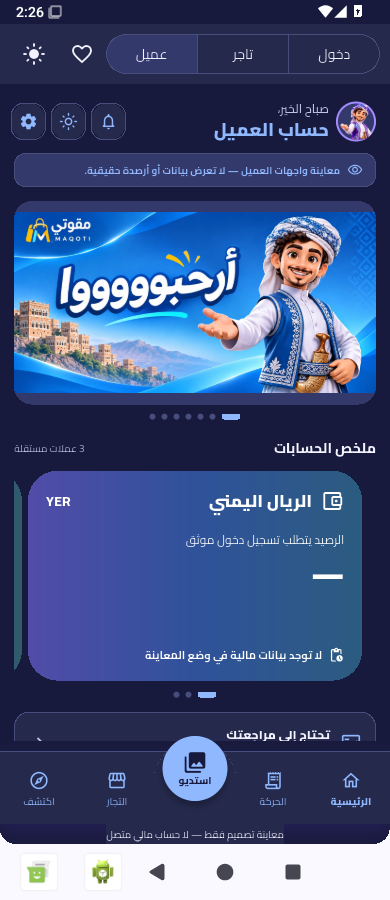 2:26
دخول
تاجر
عميل
صباح الخير،
حساب العميل
معاينة واجهات العميل — لا تعرض بيانات أو أرصدة حقيقية.
مقوتي
MAQOTI
أرحبوووووا
ملخص الحسابات
3 عملات مستقلة
الريال اليمني
YER
الرصيد يتطلب تسجيل دخول موثق
—
لا توجد بيانات مالية في وضع المعاينة
تحتاج إلى مراجعتك
الرئيسية
الحركة
استديو
التجار
اكتشف
معاينة تصميم فقط — لا حساب مالي متصل